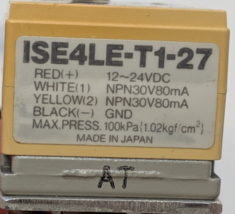 ISE4LE-T1-27
RED(+) 12~24VDC
WHITE(1) NPN30V80mA
YELLOW(2) NPN30V80mA
BLACK(-) GND
MAX.PRESS. 100kPa{1.02kgf/cm²}
MADE IN JAPAN
AT